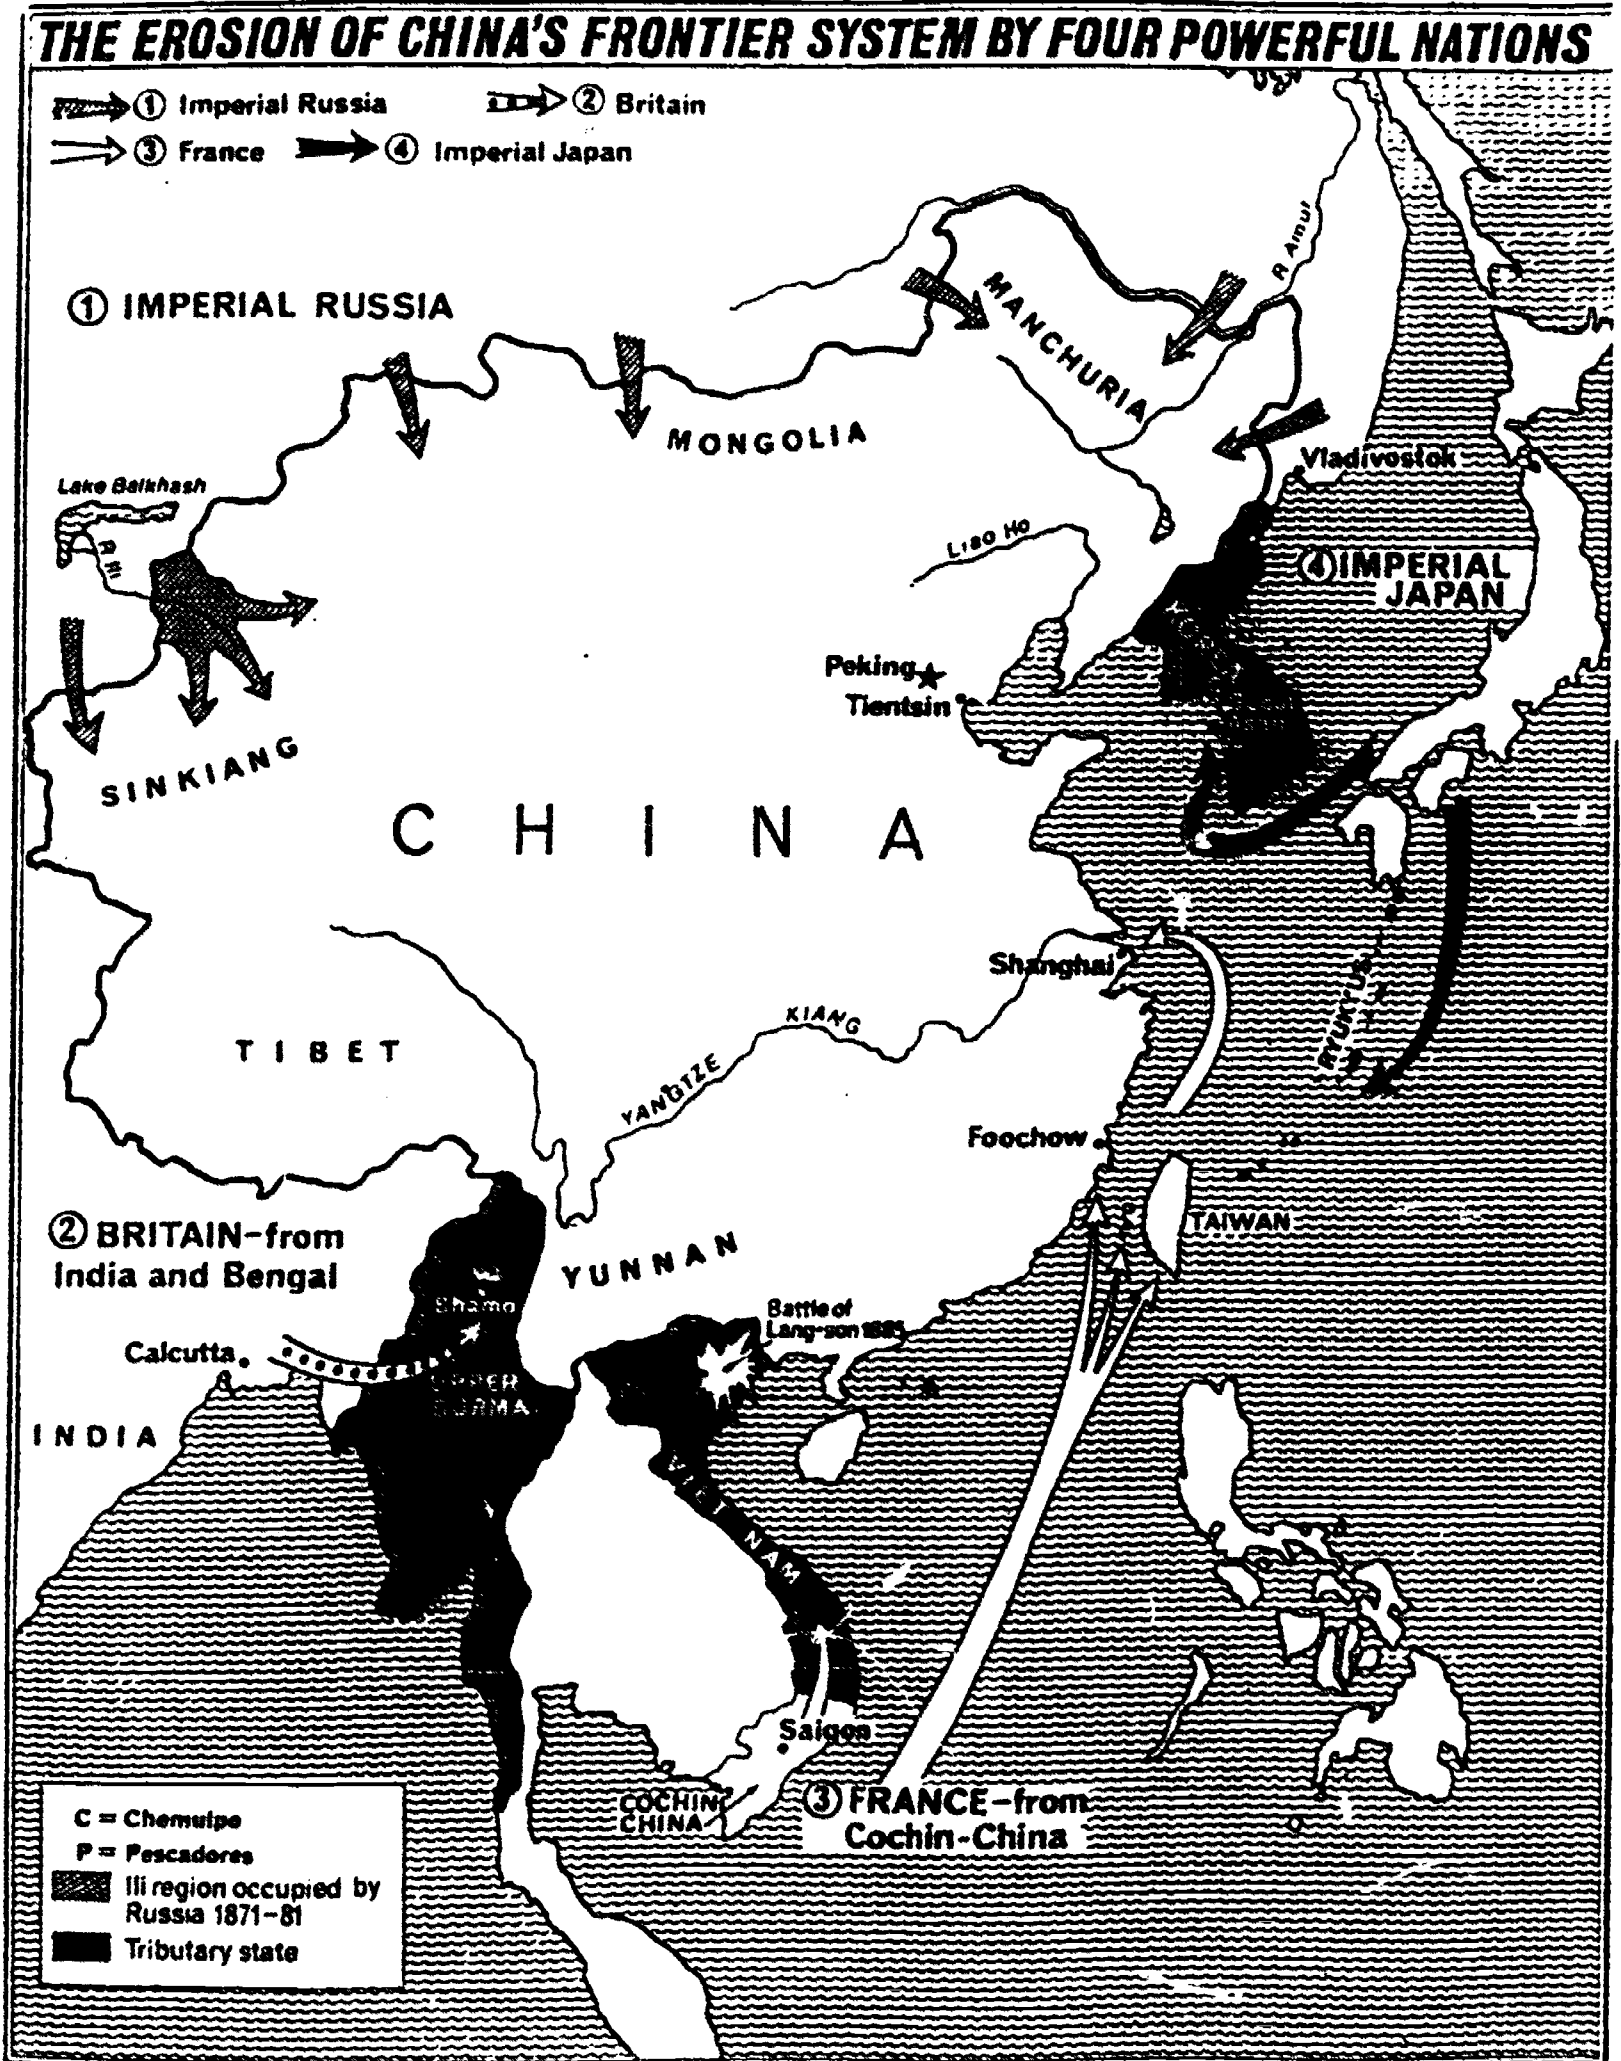 THE EROSION OF CHINA'S FRONTIER SYSTEM BY FOUR POWERFUL NATIONS
① Imperial Russia
② Britain
③ France
④ Imperial Japan
① IMPERIAL RUSSIA
R Amur
MANCHURIA
MONGOLIA
Vladivostok
Lake Balkhash
R Ili
Liao Ho
④ IMPERIAL
JAPAN
Peking
Tientsin
SINKIANG
CHINA
Shanghai
RYUKYUS
TIBET
YANGTZE
KIANG
Foochow
TAIWAN
② BRITAIN-from
India and Bengal
YUNNAN
Bhamo
Battle of
Lang-son 1885
Calcutta
UPPER
BURMA
INDIA
VIET NAM
Saigon
COCHIN
CHINA
③ FRANCE-from
Cochin-China
C = Chemulpo
P = Pescadores
Ili region occupied by
Russia 1871-81
Tributary state